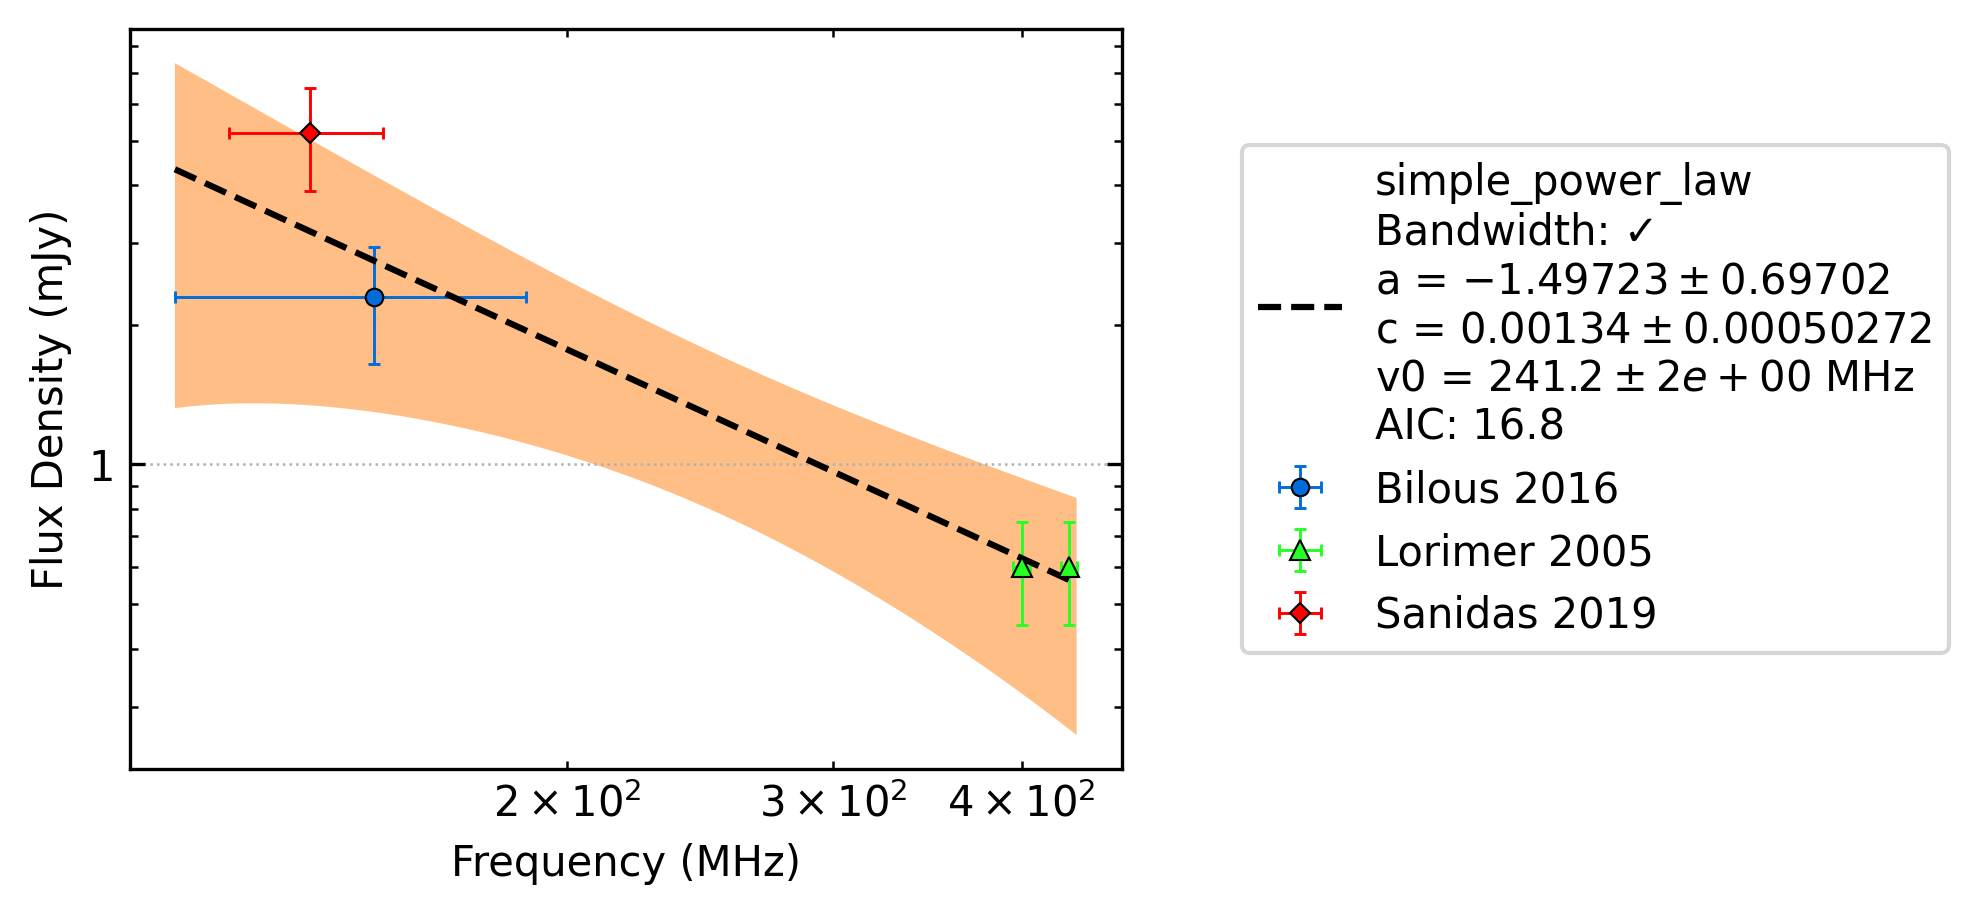 simple_power_law
Bandwidth: ✓
a = −1.49723 ± 0.69702
c = 0.00134 ± 0.00050272
v0 = 241.2 ± 2e + 00 MHz
AIC: 16.8
Bilous 2016
Lorimer 2005
Sanidas 2019
Flux Density (mJy)
1
2 × 10² 3 × 10² 4 × 10²
Frequency (MHz)